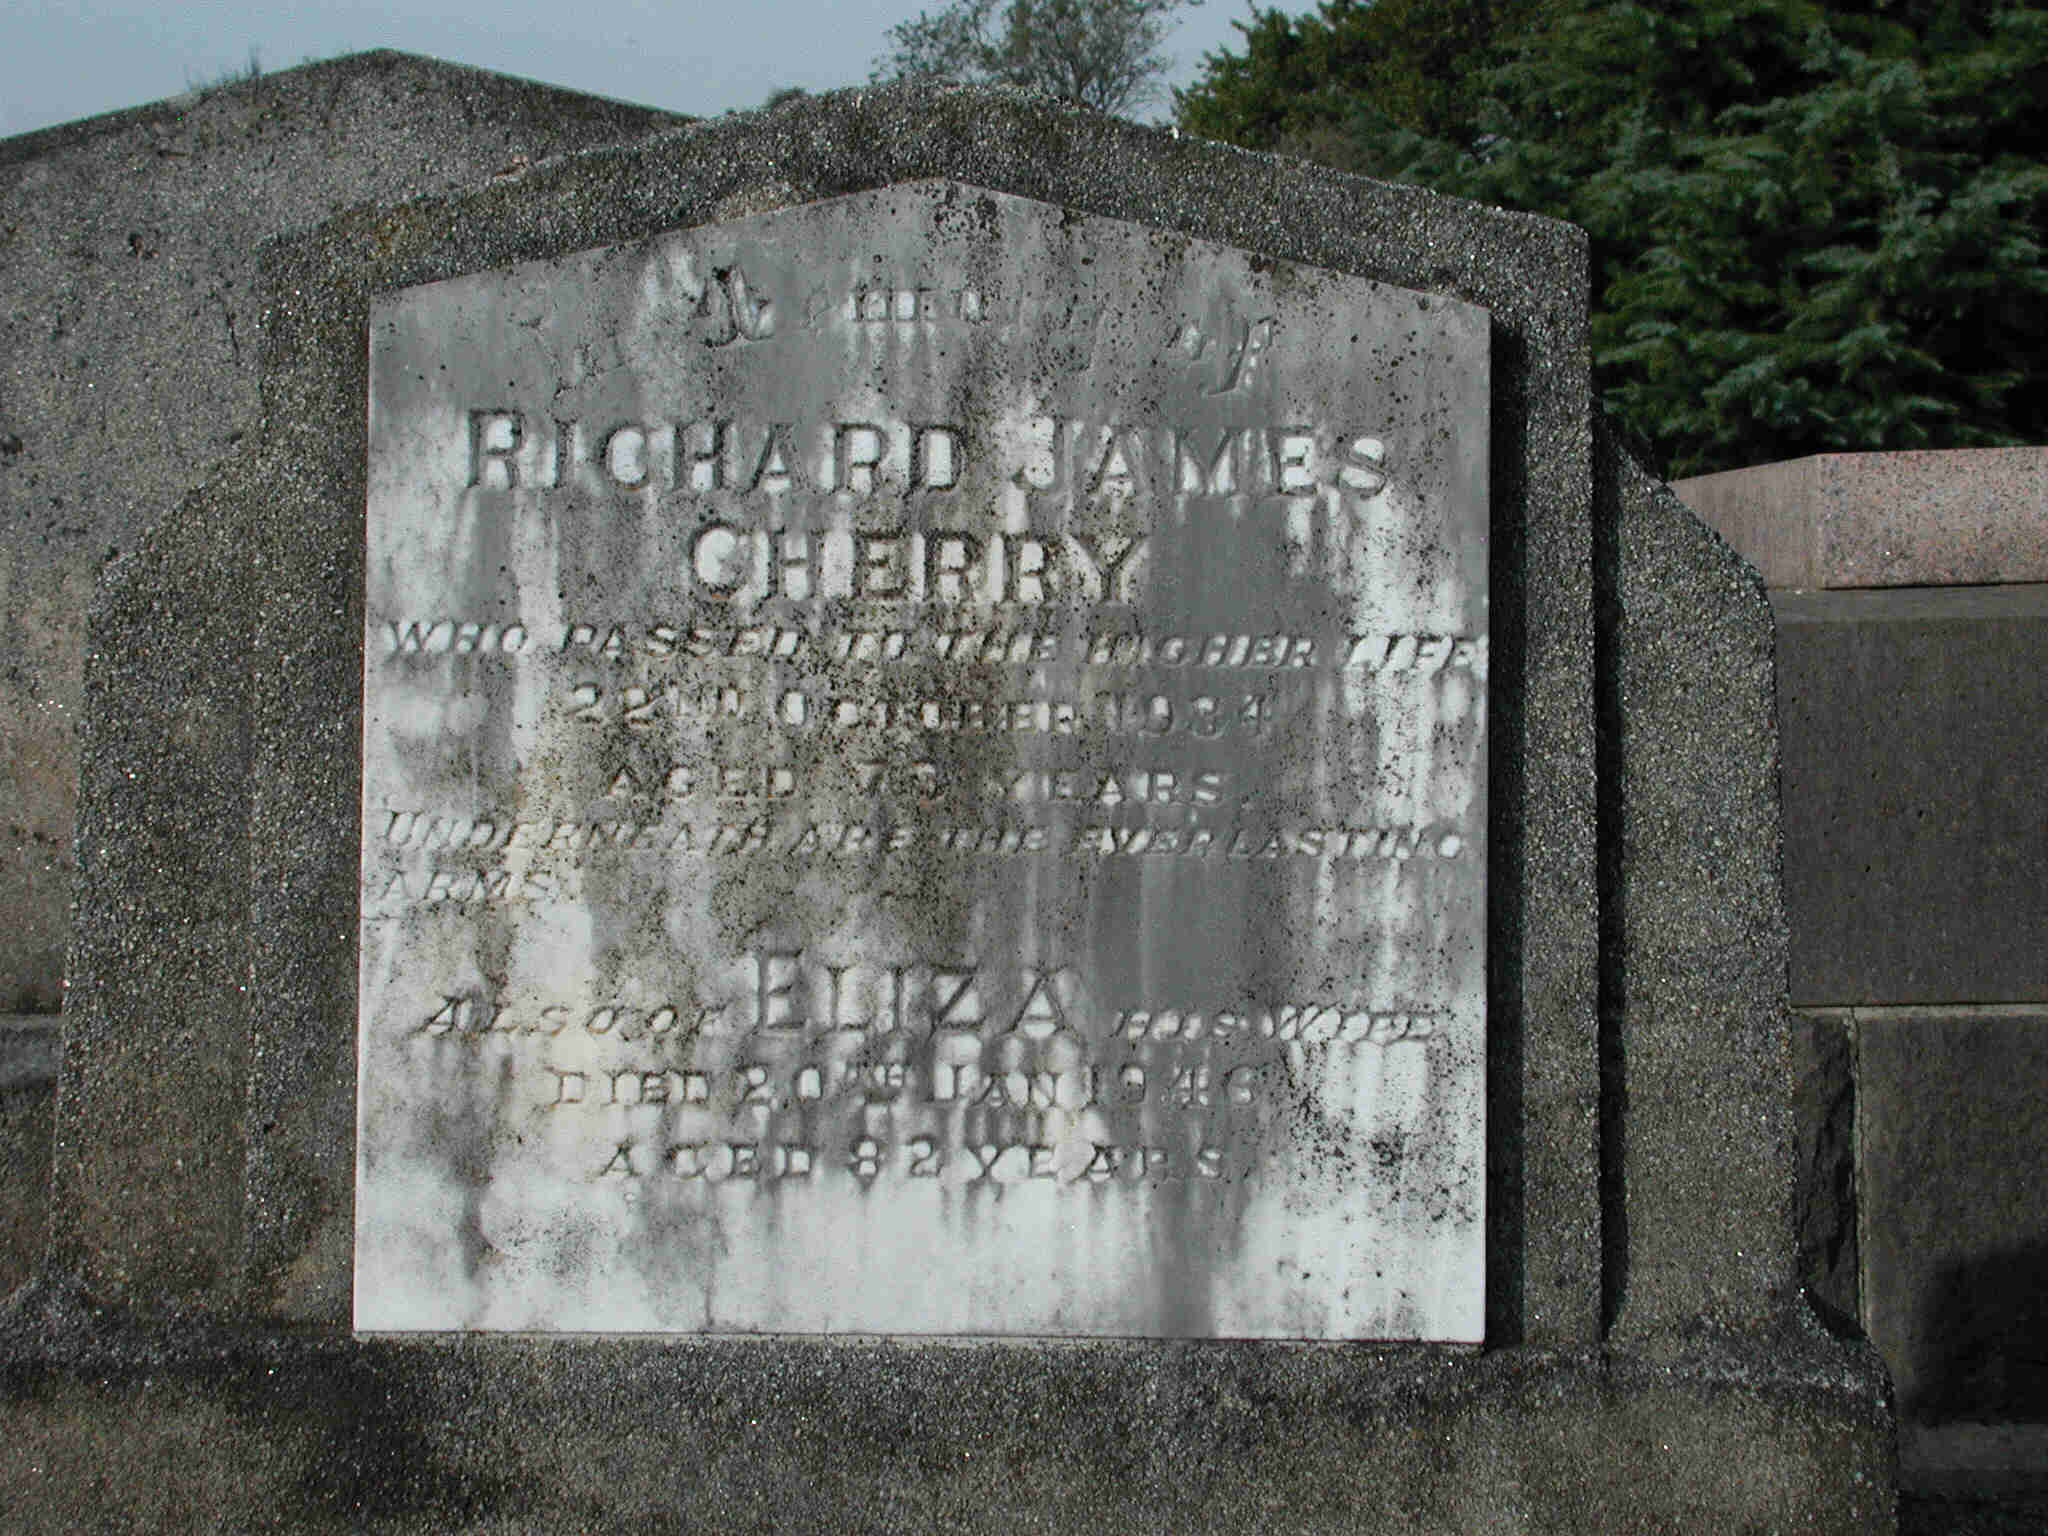 RICHARD JAMES
CHERRY
WHO PASSED TO THE HIGHER LIFE
22ND OCTOBER 1934
AGED YEARS.
UNDERNEATH ARE THE EVERLASTING
ARMS.
ALSO OF ELIZA HIS WIFE
DIED 20TH JAN 1946
AGED 82 YEARS.